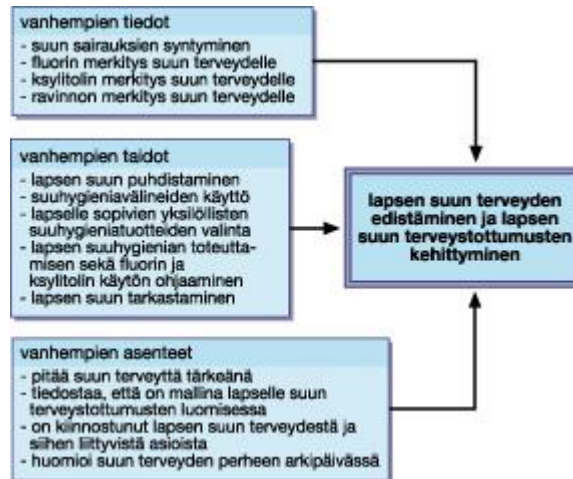 vanhempien tiedot
- suun sairauksien syntyminen
- fluorin merkitys suun terveydelle
- ksylitolin merkitys suun terveydelle
- ravinnon merkitys suun terveydelle
vanhempien taidot
- lapsen suun puhdistaminen
- suuhygieniavälineiden käyttö
- lapselle sopivien yksilöllisten
suuhygieniatuotteiden valinta
- lapsen suuhygienian toteutta-
misen sekä fluorin ja
ksylitolin käytön ohjaaminen
- lapsen suun tarkastaminen
vanhempien asenteet
- pitää suun terveyttä tärkeänä
- tiedostaa, että on mallina lapselle suun
terveystottumusten luomisessa
- on kiinnostunut lapsen suun terveydestä ja
siihen liittyvistä asioista
- huomioi suun terveyden perheen arkipäivässä
lapsen suun terveyden
edistäminen ja lapsen
suun terveystottumusten
kehittyminen